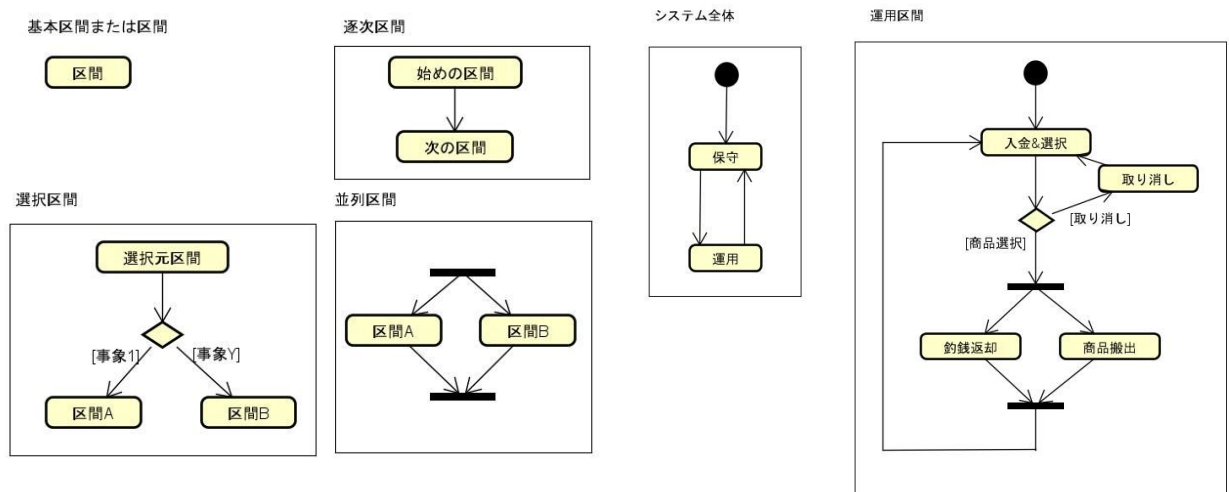 基本区間または区間
区間
逐次区間
始めの区間
次の区間
選択区間
選択元区間
[事象1]
[事象Y]
区間A
区間B
並列区間
区間A
区間B
システム全体
保守
運用
運用区間
入金&選択
取り消し
[取り消し]
[商品選択]
釣銭返却
商品搬出